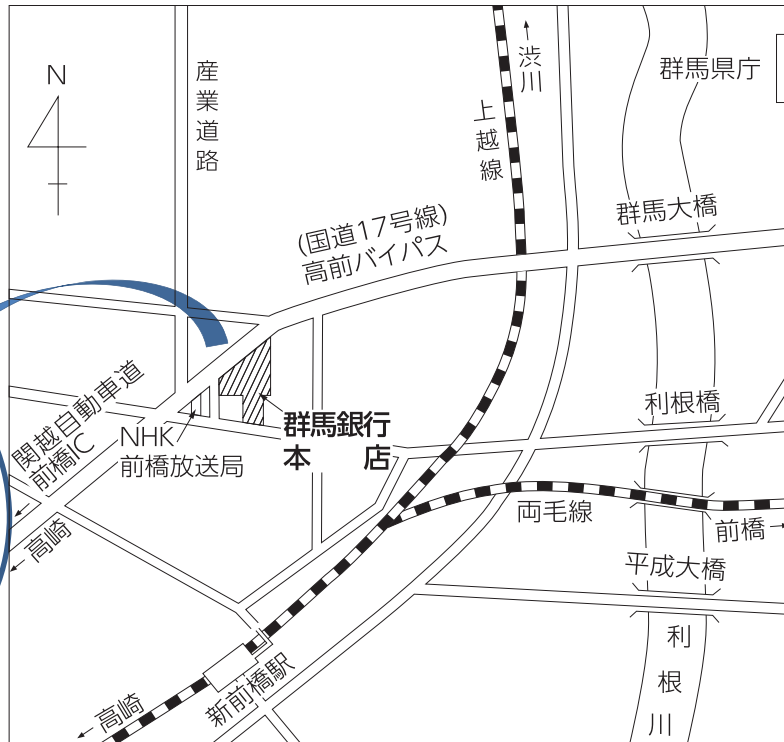 N
産業道路
渋川
上越線
群馬県庁
群馬大橋
(国道17号線)
高前バイパス
関越自動車道
前橋IC
高崎
NHK
前橋放送局
群馬銀行
本店
利根橋
両毛線
前橋
平成大橋
利根川
新前橋駅
高崎